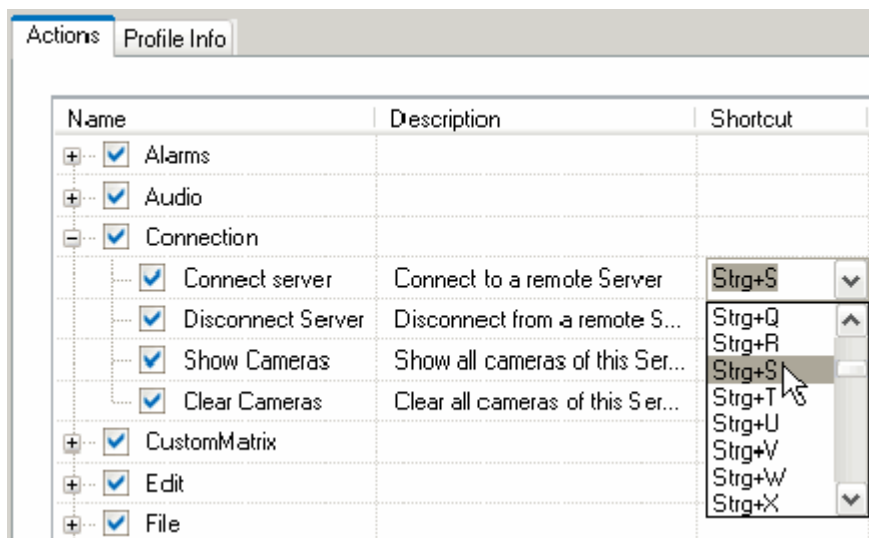 Actions Profile Info
Name Description Shortcut
Alarms
Audio
Connection
Connect server Connect to a remote Server Strg+S
Disconnect Server Disconnect from a remote S... Strg+Q
Strg+R
Show Cameras Show all cameras of this Ser... Strg+S
Strg+T
Clear Cameras Clear all cameras of this Ser... Strg+U
CustomMatrix Strg+V
Edit Strg+W
Strg+X
File